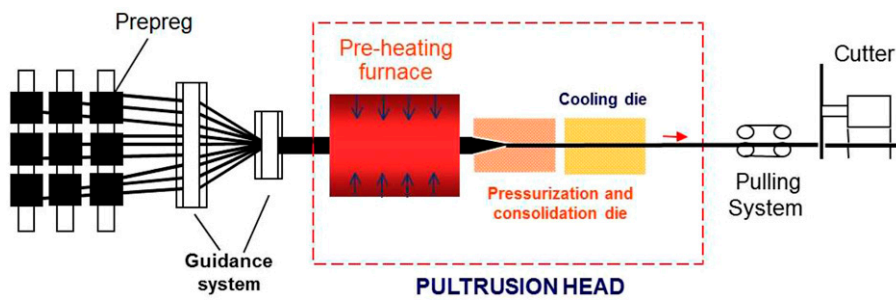 Prepreg
Pre-heating
furnace
Cutter
Cooling die
Pressurization and
consolidation die
Pulling
System
Guidance
system
PULTRUSION HEAD